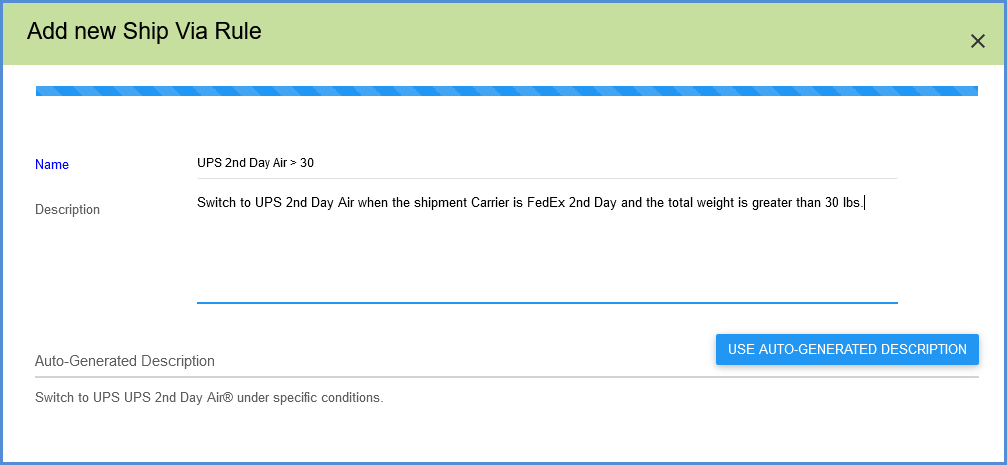 Add new Ship Via Rule
Name
UPS 2nd Day Air > 30
Description
Switch to UPS 2nd Day Air when the shipment Carrier is FedEx 2nd Day and the total weight is greater than 30 lbs.
Auto-Generated Description
USE AUTO-GENERATED DESCRIPTION
Switch to UPS UPS 2nd Day Air® under specific conditions.